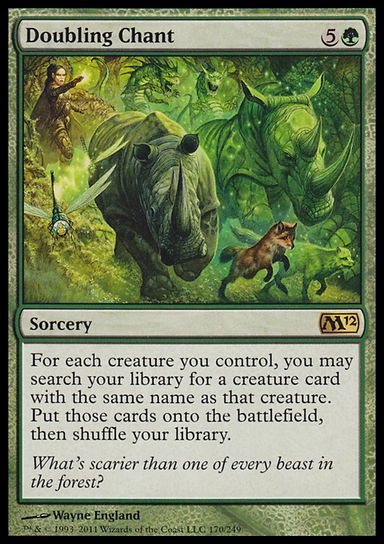 Doubling Chant 5
Sorcery M12
For each creature you control, you may
search your library for a creature card
with the same name as that creature.
Put those cards onto the battlefield,
then shuffle your library.
What's scarier than one of every beast in
the forest?
Wayne England
™ & © 1993–2011 Wizards of the Coast LLC 170/249